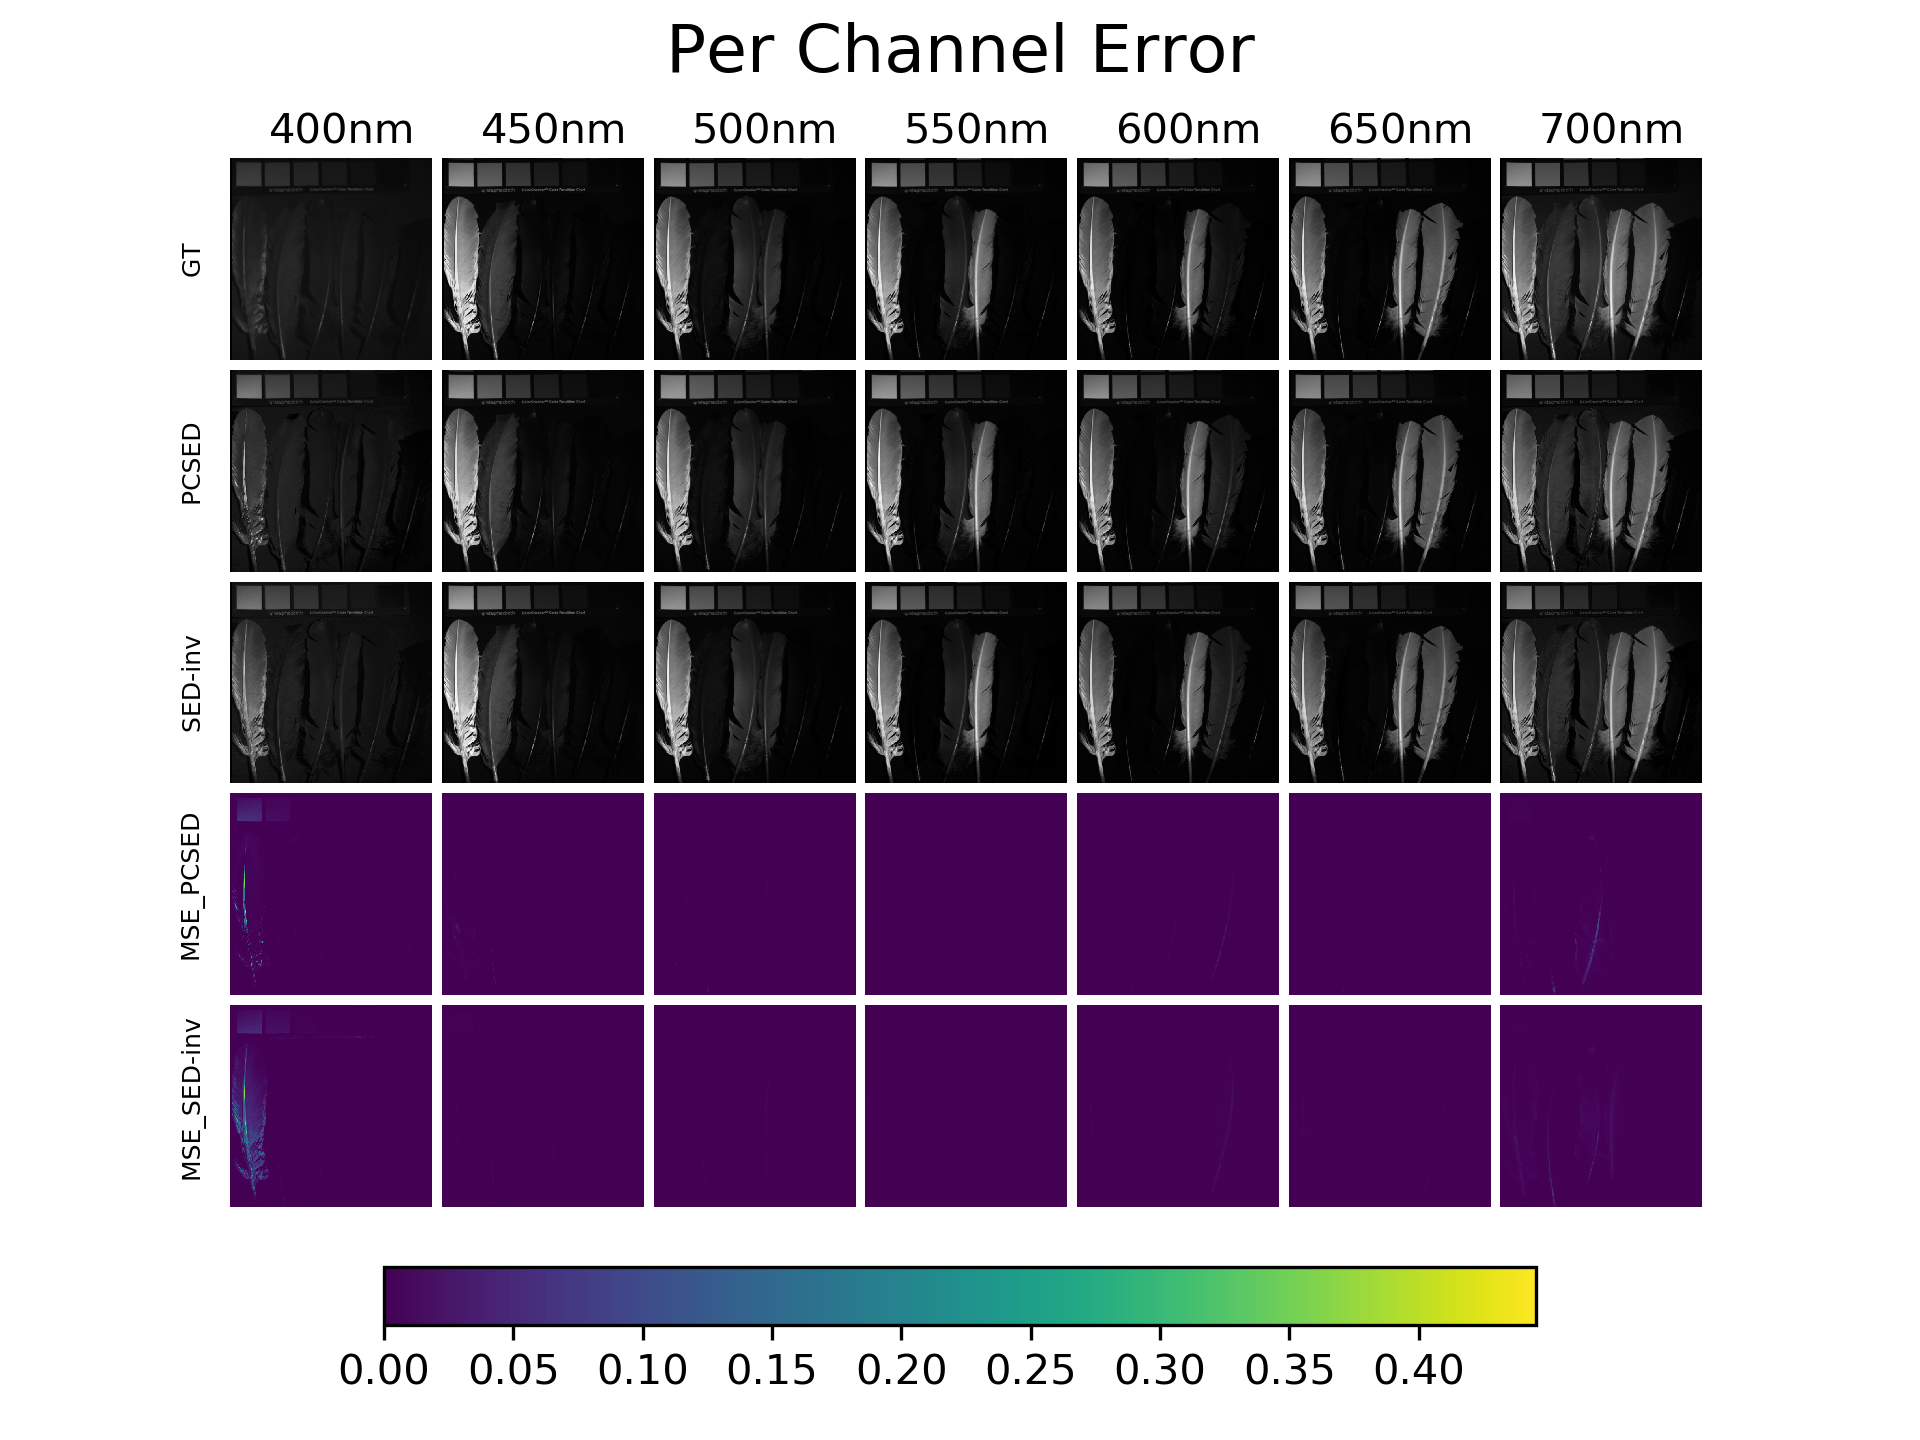 Per Channel Error
400nm 450nm 500nm 550nm 600nm 650nm 700nm
GT
PCSED
SED-inv
MSE_PCSED
MSE_SED-inv
0.00 0.05 0.10 0.15 0.20 0.25 0.30 0.35 0.40